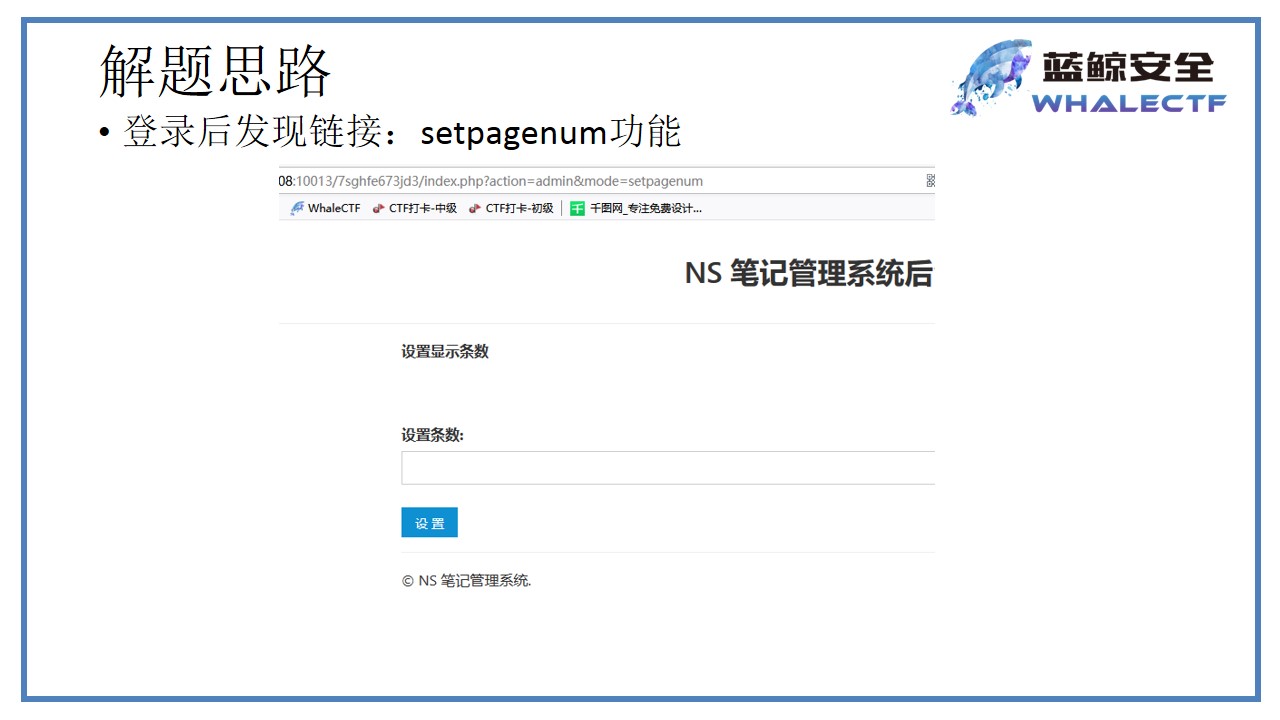 解题思路
蓝鲸安全
WHALECTF
• 登录后发现链接：setpagenum功能
08:10013/7sghfe673jd3/index.php?action=admin&mode=setpagenum
WhaleCTF CTF打卡-中级 CTF打卡-初级 千 千图网_专注免费设计...
NS 笔记管理系统后
设置显示条数
设置条数:
设 置
© NS 笔记管理系统.